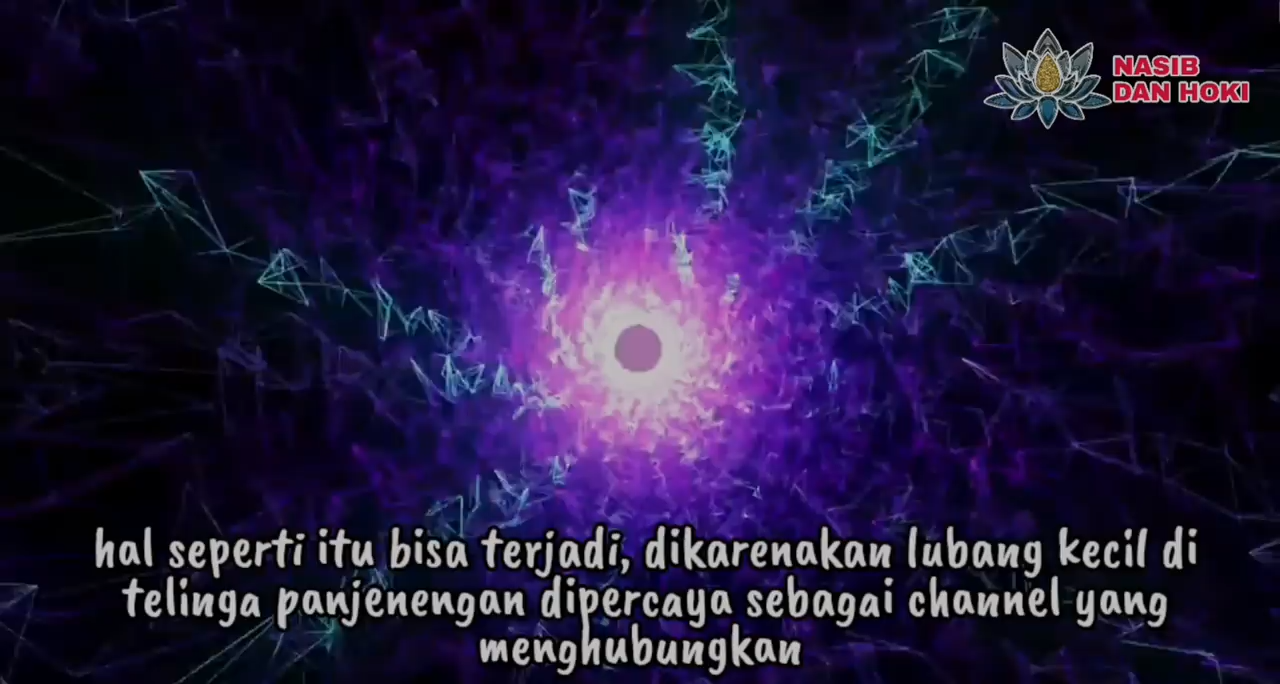 NASIB
DAN HOKI
hal seperti itu bisa terjadi, dikarenakan lubang kecil di
telinga panjenengan dipercaya sebagai channel yang
menghubungkan